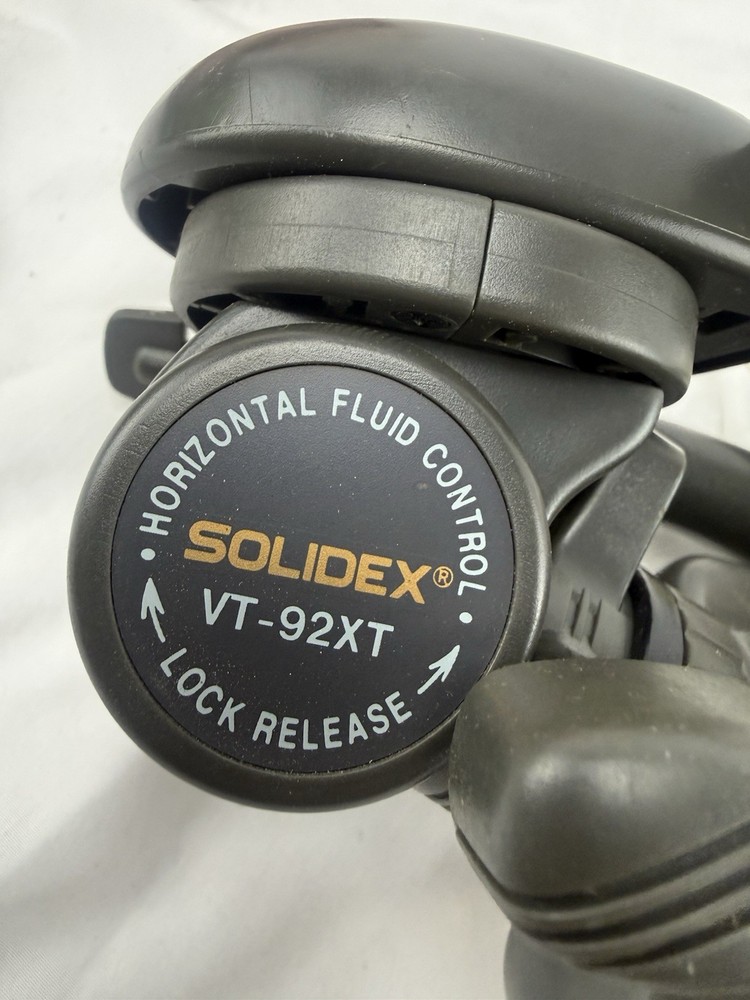 • HORIZONTAL FLUID CONTROL •
SOLIDEX®
VT-92XT
LOCK RELEASE